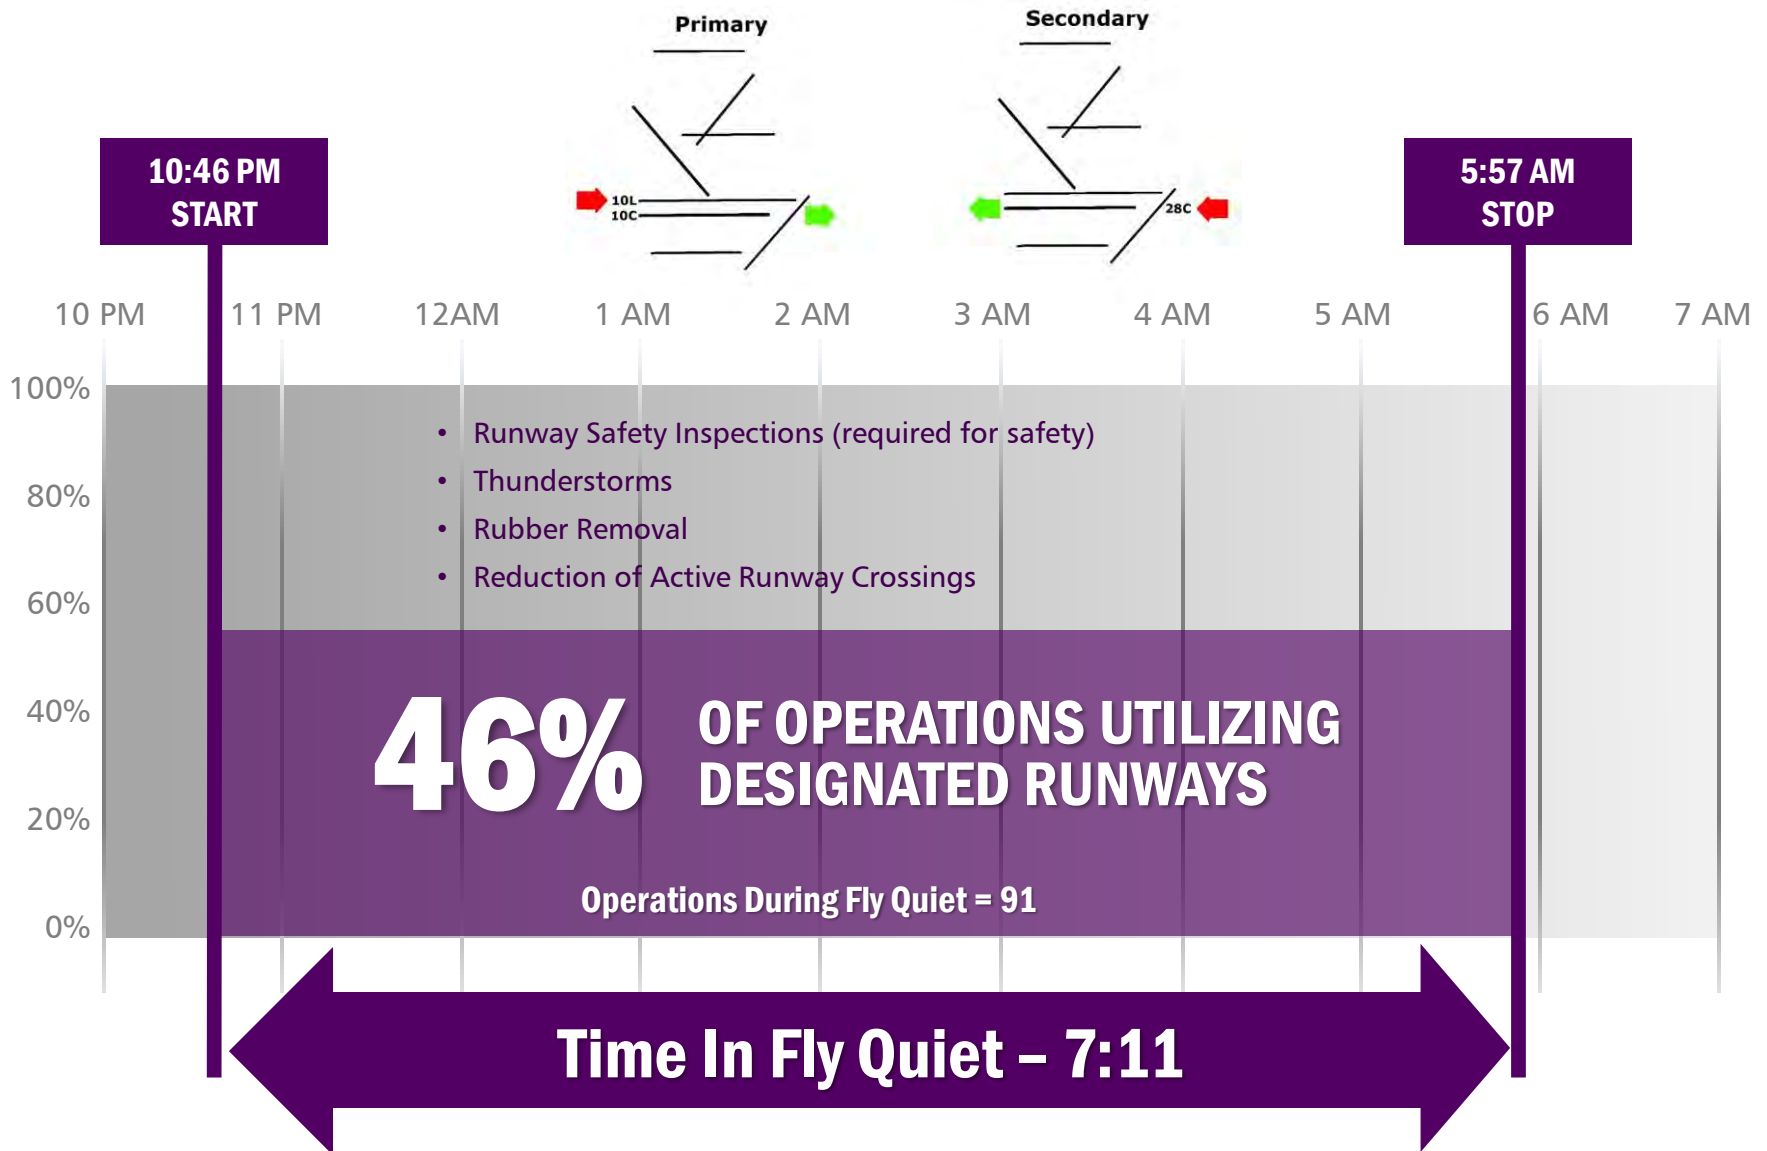 Primary
Secondary
10L
10C
28C
10:46 PM
START
5:57 AM
STOP
10 PM 11 PM 12AM 1 AM 2 AM 3 AM 4 AM 5 AM 6 AM 7 AM
100%
80%
60%
40%
20%
0%
• Runway Safety Inspections (required for safety)
• Thunderstorms
• Rubber Removal
• Reduction of Active Runway Crossings
46%
OF OPERATIONS UTILIZING
DESIGNATED RUNWAYS
Operations During Fly Quiet = 91
Time In Fly Quiet – 7:11